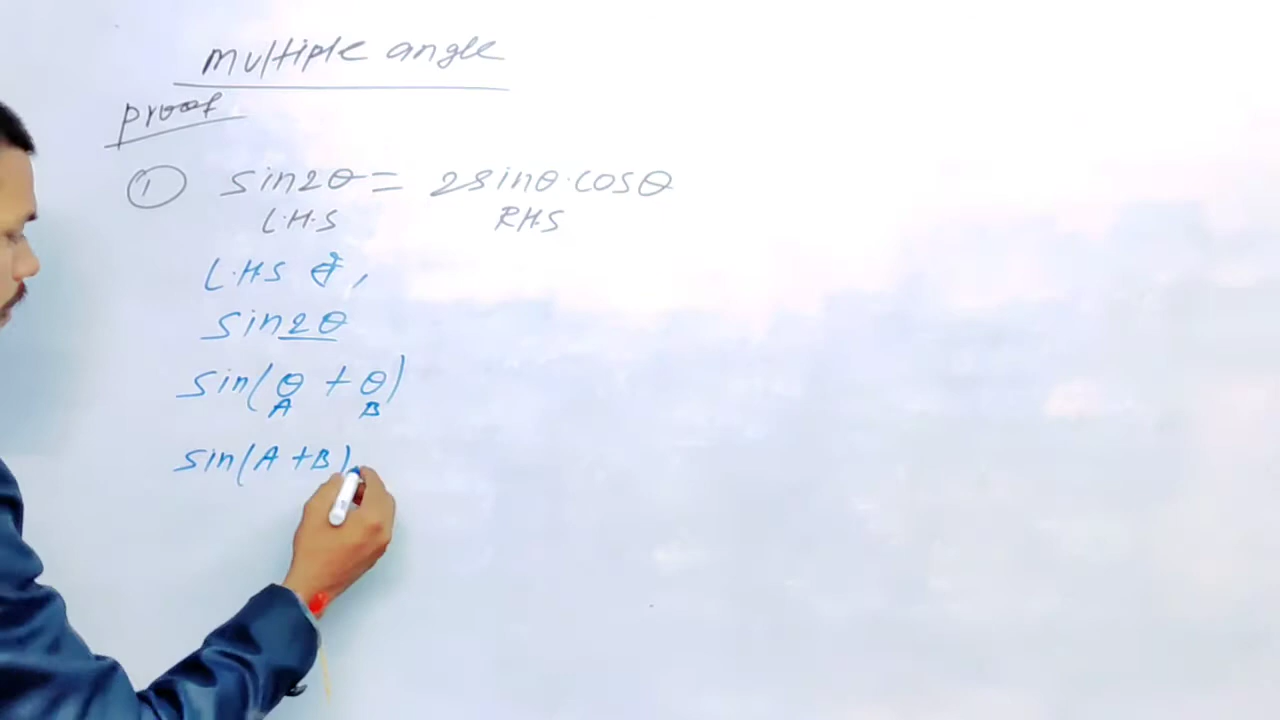 multiple angle
proof
① sin2θ = 2sinθ·cosθ
L.H.S RHS
L.H.S से,
sin2θ
sin(θ + θ)
A B
sin(A+B)